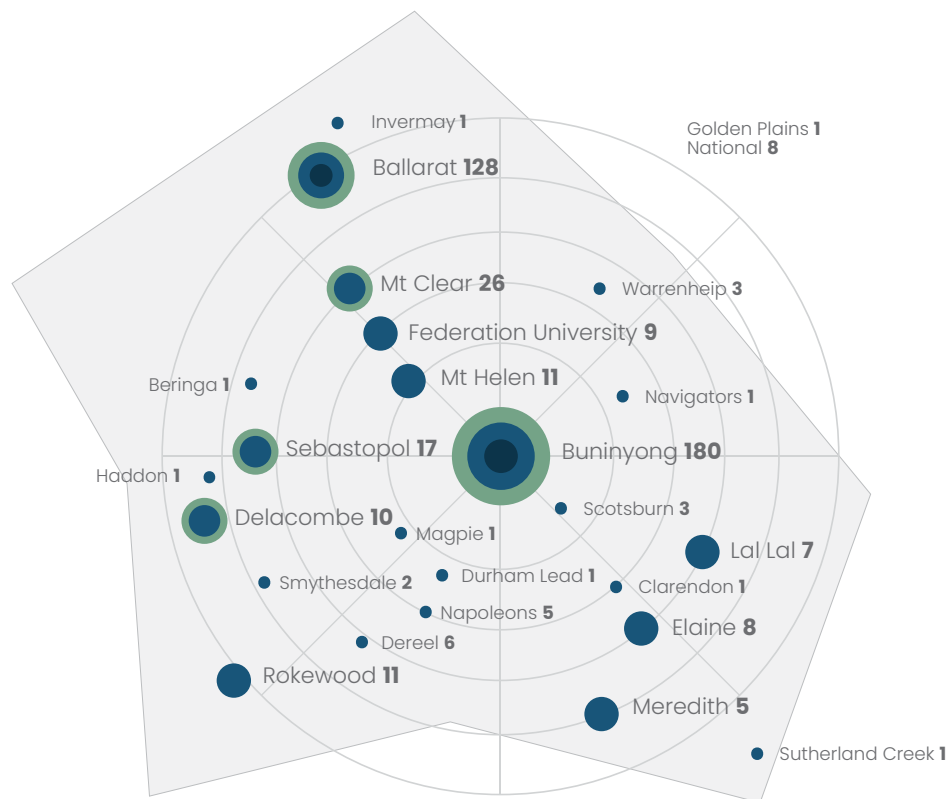 Invermay 1
Golden Plains 1
National 8
Ballarat 128
Mt Clear 26
Warrenheip 3
Federation University 9
Mt Helen 11
Beringa 1
Navigators 1
Sebastopol 17
Buninyong 180
Haddon 1
Scotsburn 3
Delacombe 10
Magpie 1
Lal Lal 7
Durham Lead 1
Smythesdale 2
Clarendon 1
Napoleons 5
Elaine 8
Dereel 6
Rokewood 11
Meredith 5
Sutherland Creek 1